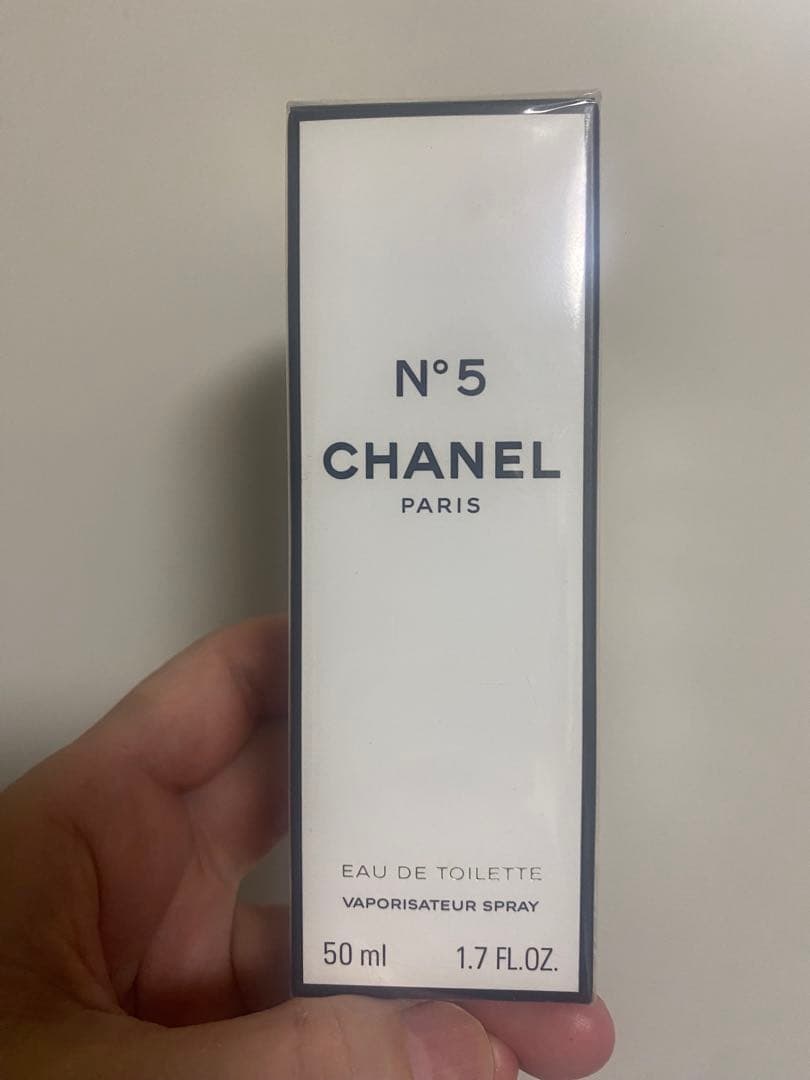 N°5
CHANEL
PARIS
EAU DE TOILETTE
VAPORISATEUR SPRAY
50 ml 1.7 FL.OZ.